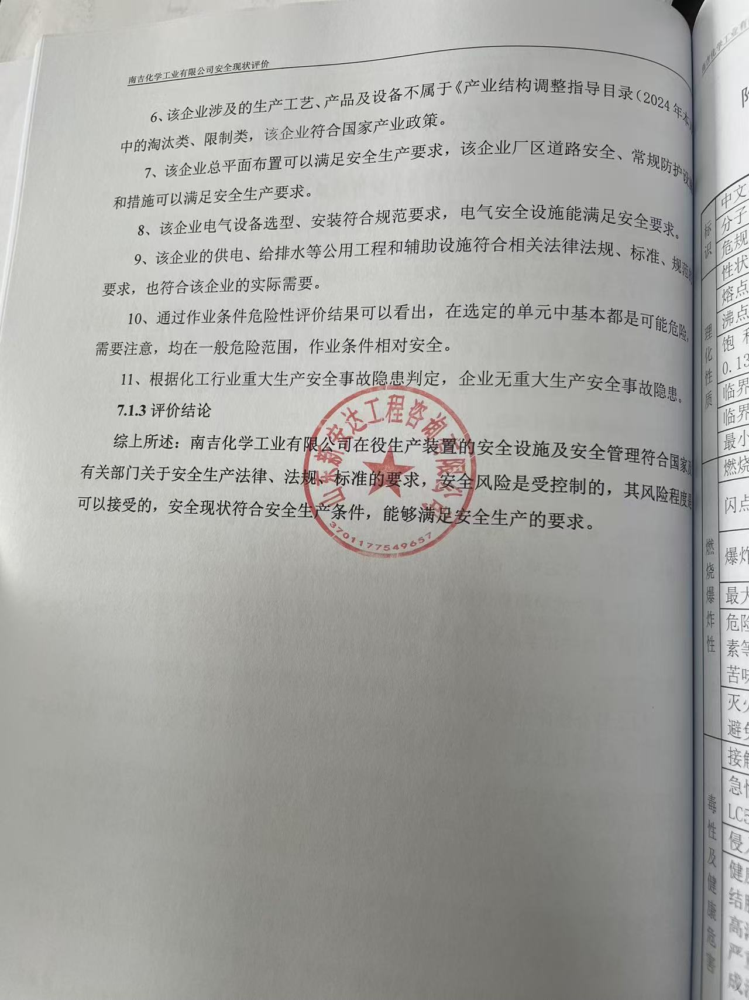 南吉化学工业有限公司安全现状评价
6、该企业涉及的生产工艺、产品及设备不属于《产业结构调整指导目录（2024年本）
中的淘汰类、限制类，该企业符合国家产业政策。
7、该企业总平面布置可以满足安全生产要求，该企业厂区道路安全、常规防护设施
和措施可以满足安全生产要求。
8、该企业电气设备选型、安装符合规范要求，电气安全设施能满足安全要求。
9、该企业的供电、给排水等公用工程和辅助设施符合相关法律法规、标准、规范的
要求，也符合该企业的实际需要。
10、通过作业条件危险性评价结果可以看出，在选定的单元中基本都是可能危险，
需要注意，均在一般危险范围，作业条件相对安全。
11、根据化工行业重大生产安全事故隐患判定，企业无重大生产安全事故隐患。
7.1.3 评价结论
综上所述：南吉化学工业有限公司在役生产装置的安全设施及安全管理符合国家及
有关部门关于安全生产法律、法规、标准的要求，安全风险是受控制的，其风险程度是
可以接受的，安全现状符合安全生产条件，能够满足安全生产的要求。
山东新安达工程咨询有限公司
3701177549657
南吉化学工业有
标识
中文
分子
危规
理化性质
性状
熔点
沸点
饱和
0.13
临界
临界
最小
燃烧爆炸性
燃烧
闪点
爆炸
最大
危险
素等
苦味
灭火
避免
毒性及健康危害
接触
急性
LC5
侵入
健康
结膜
高浓
严重
成